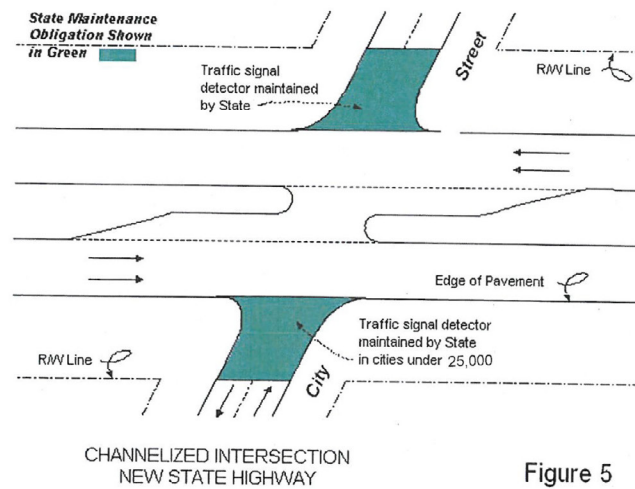 State Maintenance
Obligation Shown
in Green
Traffic signal
detector maintained
by State
Street
R/W Line
Edge of Pavement
Traffic signal detector
maintained by State
in cities under 25,000
R/W Line
City
CHANNELIZED INTERSECTION
NEW STATE HIGHWAY
Figure 5